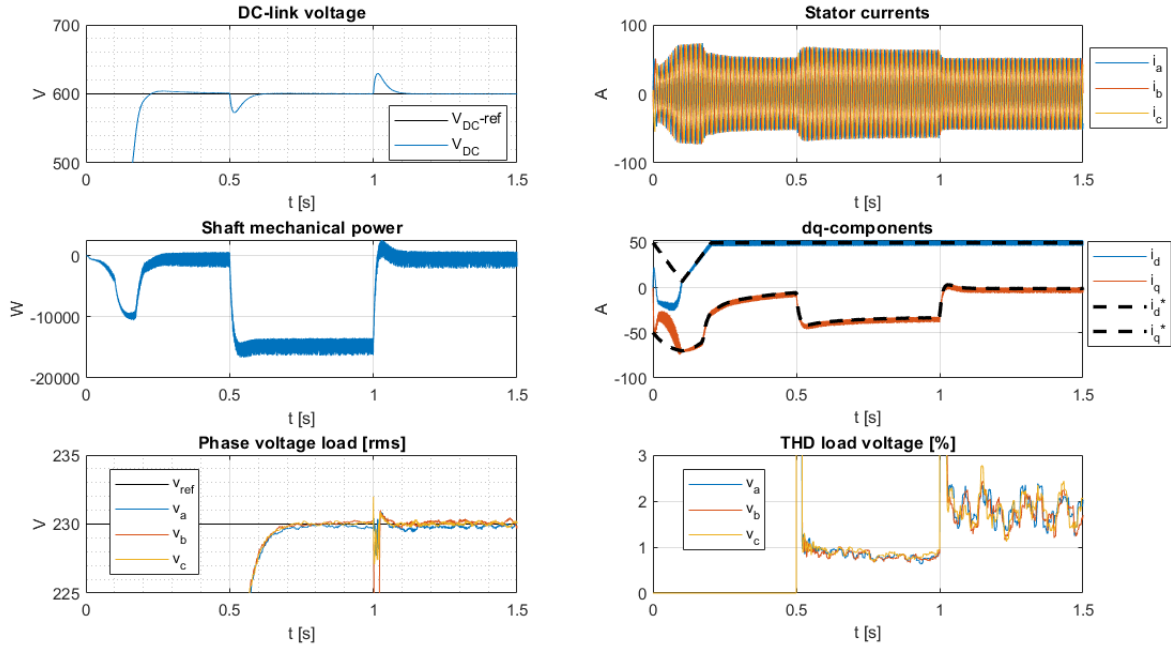 DC-link voltage
700
600
500
V
V_DC-ref
V_DC
0
0.5
1
1.5
t [s]
Stator currents
100
0
-100
A
i_a
i_b
i_c
0
0.5
1
1.5
t [s]
Shaft mechanical power
0
-10000
-20000
W
0
0.5
1
1.5
t [s]
dq-components
50
0
-50
-100
A
i_d
i_q
i_d*
i_q*
0
0.5
1
1.5
t [s]
Phase voltage load [rms]
235
230
225
V
v_ref
v_a
v_b
v_c
0
0.5
1
1.5
t [s]
THD load voltage [%]
3
2
1
0
v_a
v_b
v_c
0
0.5
1
1.5
t [s]